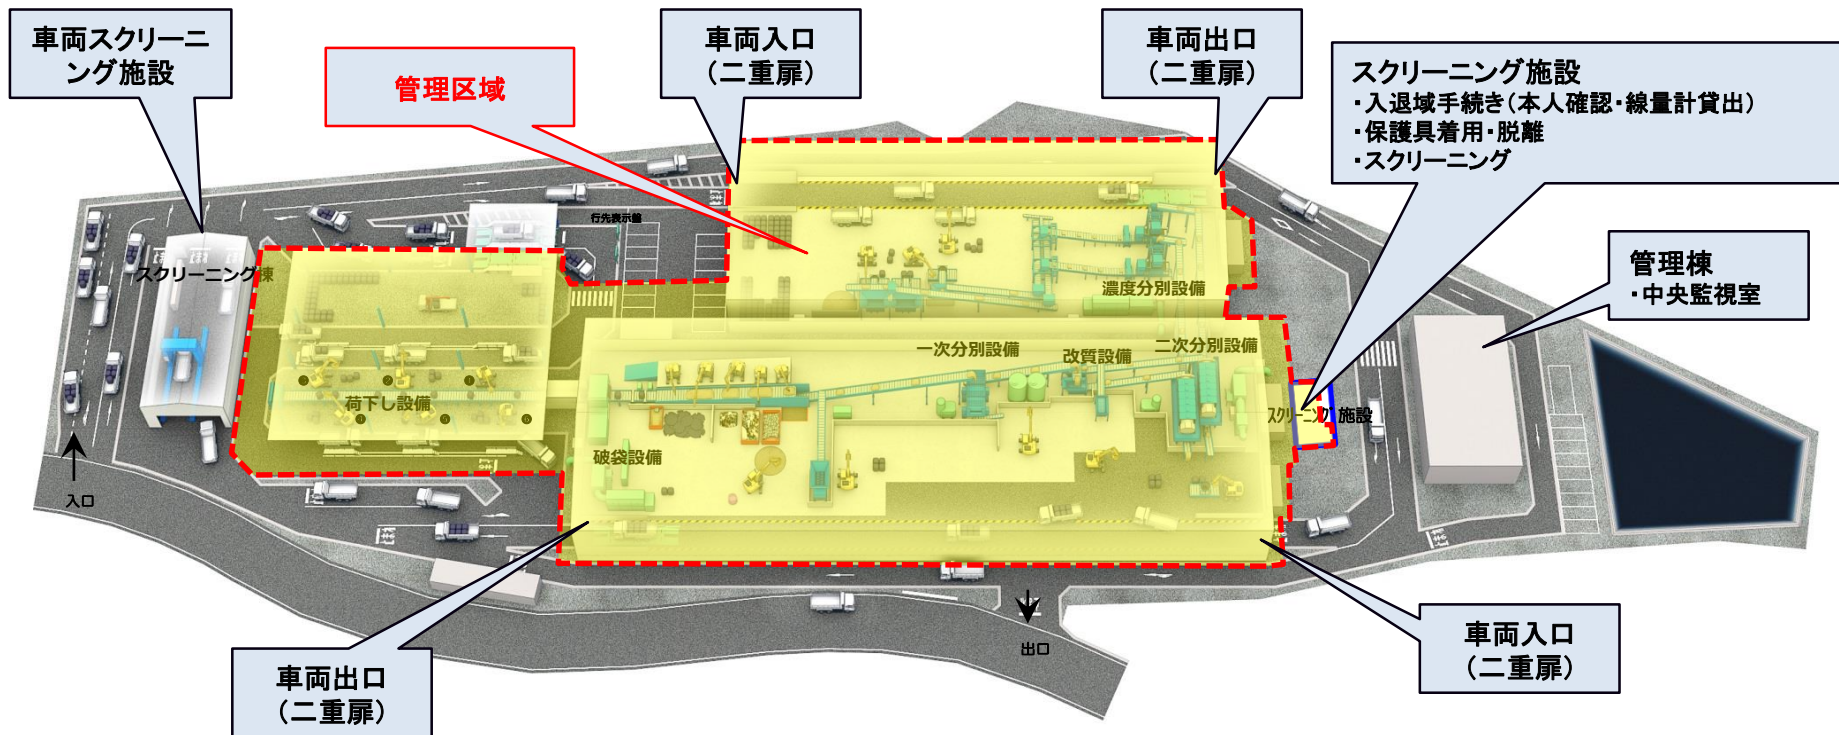 車両スクリーニ
ング施設
管理区域
車両入口
（二重扉）
車両出口
（二重扉）
スクリーニング施設
・入退域手続き（本人確認・線量計貸出）
・保護具着用・脱離
・スクリーニング
管理棟
・中央監視室
行先表示盤
スクリーニング棟
濃度分別設備
一次分別設備
改質設備
二次分別設備
荷下し設備
スクリーニング施設
破袋設備
入口
出口
車両出口
（二重扉）
車両入口
（二重扉）